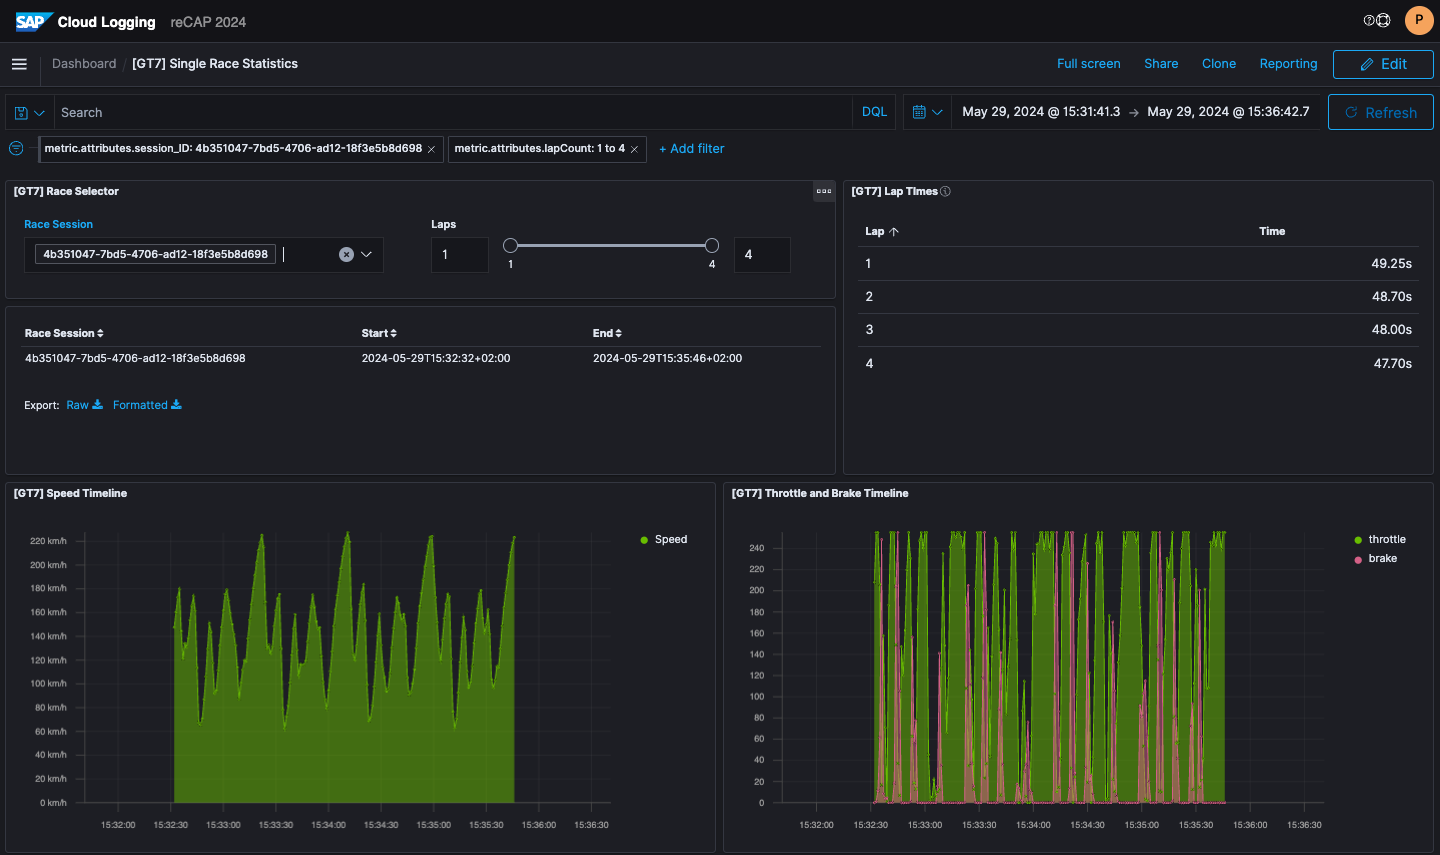 SAP Cloud Logging reCAP 2024 P
Dashboard / [GT7] Single Race Statistics Full screen Share Clone Reporting Edit
Search DQL May 29, 2024 @ 15:31:41.3 → May 29, 2024 @ 15:36:42.7 Refresh
metric.attributes.session_ID: 4b351047-7bd5-4706-ad12-18f3e5b8d698 × metric.attributes.lapCount: 1 to 4 × + Add filter
[GT7] Race Selector
Race Session Laps
4b351047-7bd5-4706-ad12-18f3e5b8d698 1 4
1 4
Race Session Start End
4b351047-7bd5-4706-ad12-18f3e5b8d698 2024-05-29T15:32:32+02:00 2024-05-29T15:35:46+02:00
Export: Raw Formatted
[GT7] Lap TImes
Lap Time
1 49.25s
2 48.70s
3 48.00s
4 47.70s
[GT7] Speed Timeline
220 km/h
200 km/h
180 km/h
160 km/h
140 km/h
120 km/h
100 km/h
80 km/h
60 km/h
40 km/h
20 km/h
0 km/h
15:32:00 15:32:30 15:33:00 15:33:30 15:34:00 15:34:30 15:35:00 15:35:30 15:36:00 15:36:30
Speed
[GT7] Throttle and Brake Timeline
240
220
200
180
160
140
120
100
80
60
40
20
0
15:32:00 15:32:30 15:33:00 15:33:30 15:34:00 15:34:30 15:35:00 15:35:30 15:36:00 15:36:30
throttle
brake